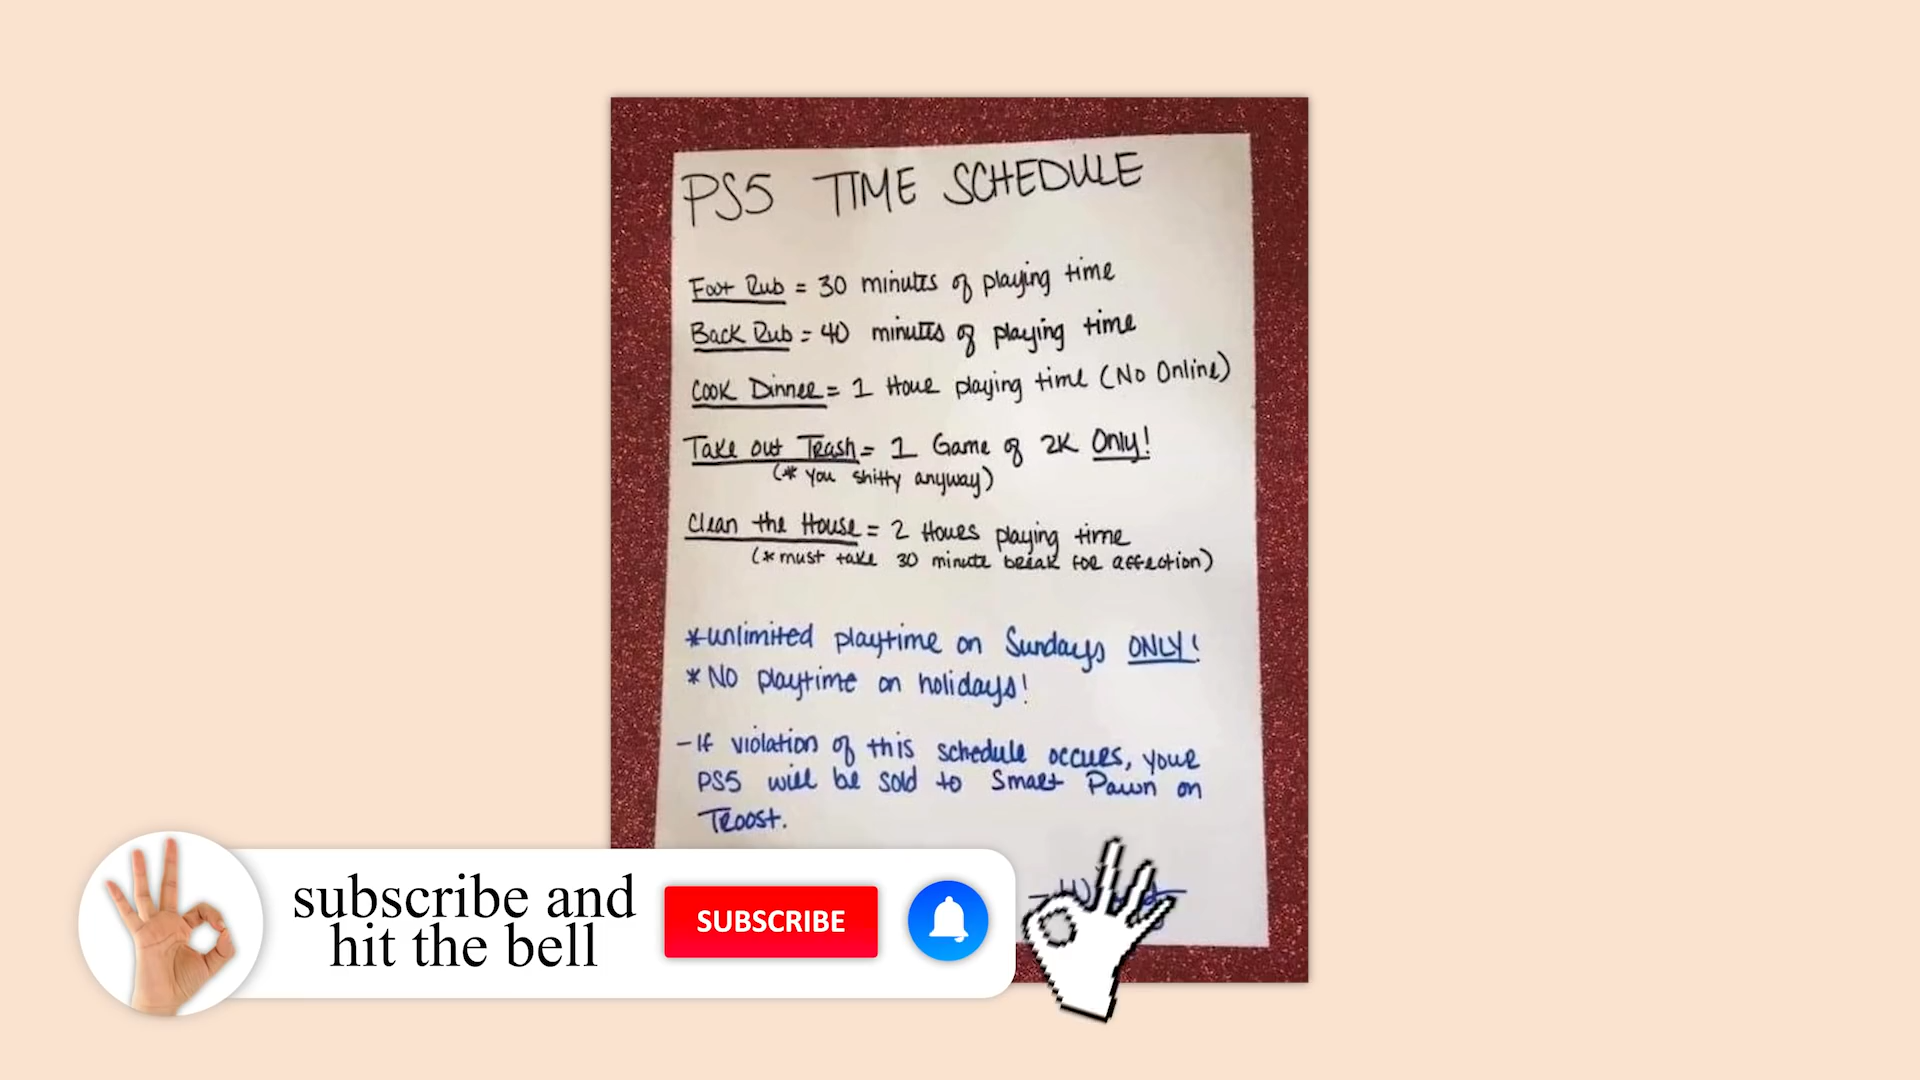 PS5 TIME SCHEDULE
Foot Rub = 30 minutes of playing time
Back Rub = 40 minutes of playing time
Cook Dinner = 1 Hour playing time (No Online)
Take out Trash = 1 Game of 2K Only!
(* you shitty anyway)
Clean the House = 2 Hours playing time
(* must take 30 minute break for affection)
* unlimited playtime on Sundays ONLY!
* No playtime on holidays!
- If violation of this schedule occurs, your
PS5 will be sold to Smart Pawn on
Troost.
subscribe and
hit the bell
SUBSCRIBE